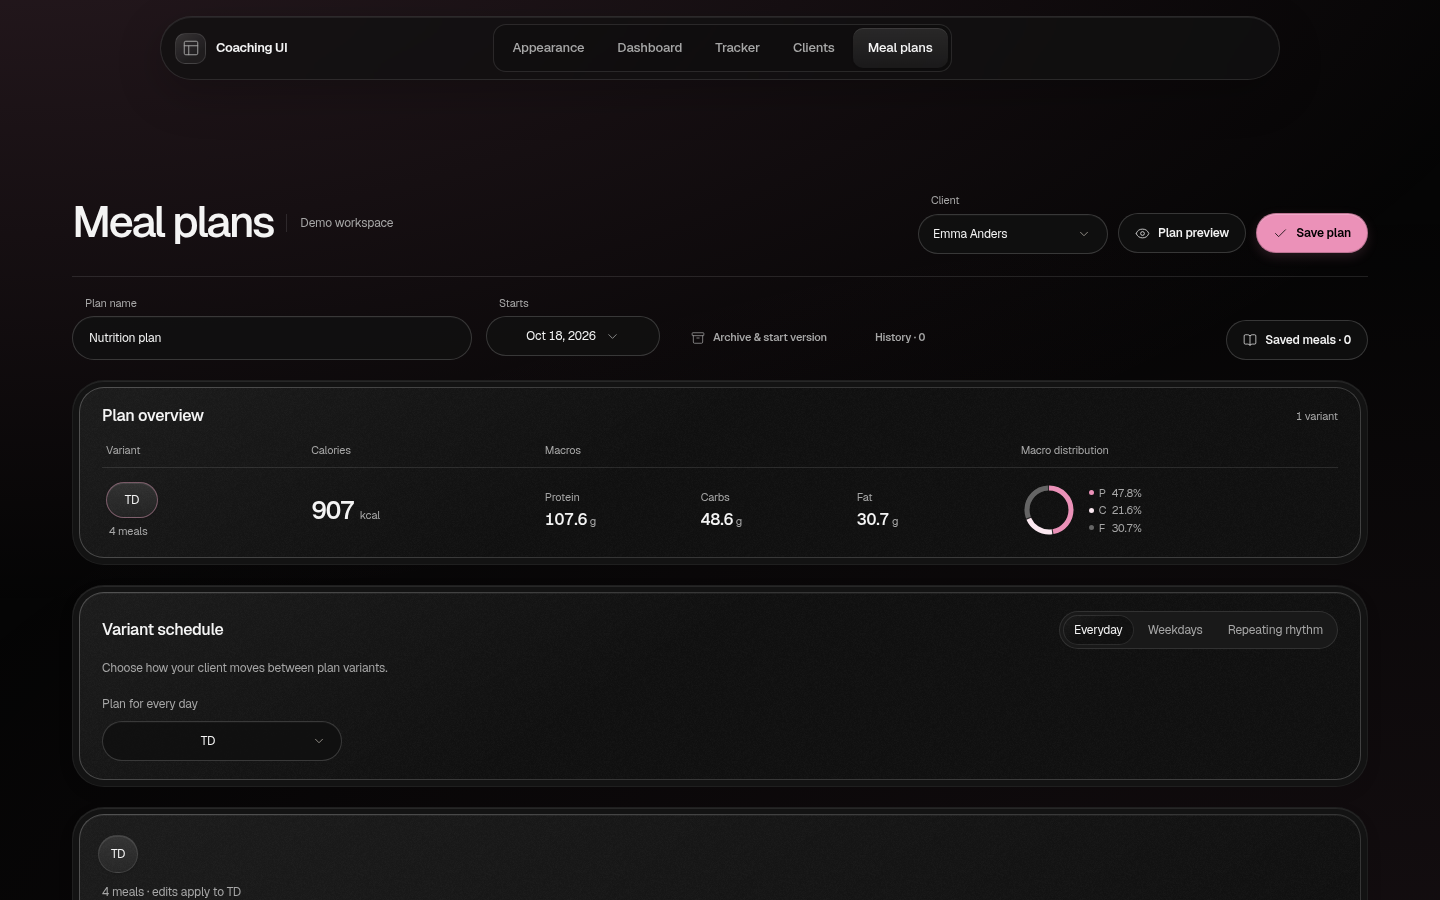 Coaching UI
Appearance
Dashboard
Tracker
Clients
Meal plans
Meal plans
Demo workspace
Client
Emma Anders
Plan preview
Save plan
Plan name
Nutrition plan
Starts
Oct 18, 2026
Archive & start version
History · 0
Saved meals · 0
Plan overview
1 variant
Variant
Calories
Macros
Macro distribution
TD
4 meals
907 kcal
Protein
107.6 g
Carbs
48.6 g
Fat
30.7 g
P 47.8%
C 21.6%
F 30.7%
Variant schedule
Everyday
Weekdays
Repeating rhythm
Choose how your client moves between plan variants.
Plan for every day
TD
TD
4 meals · edits apply to TD